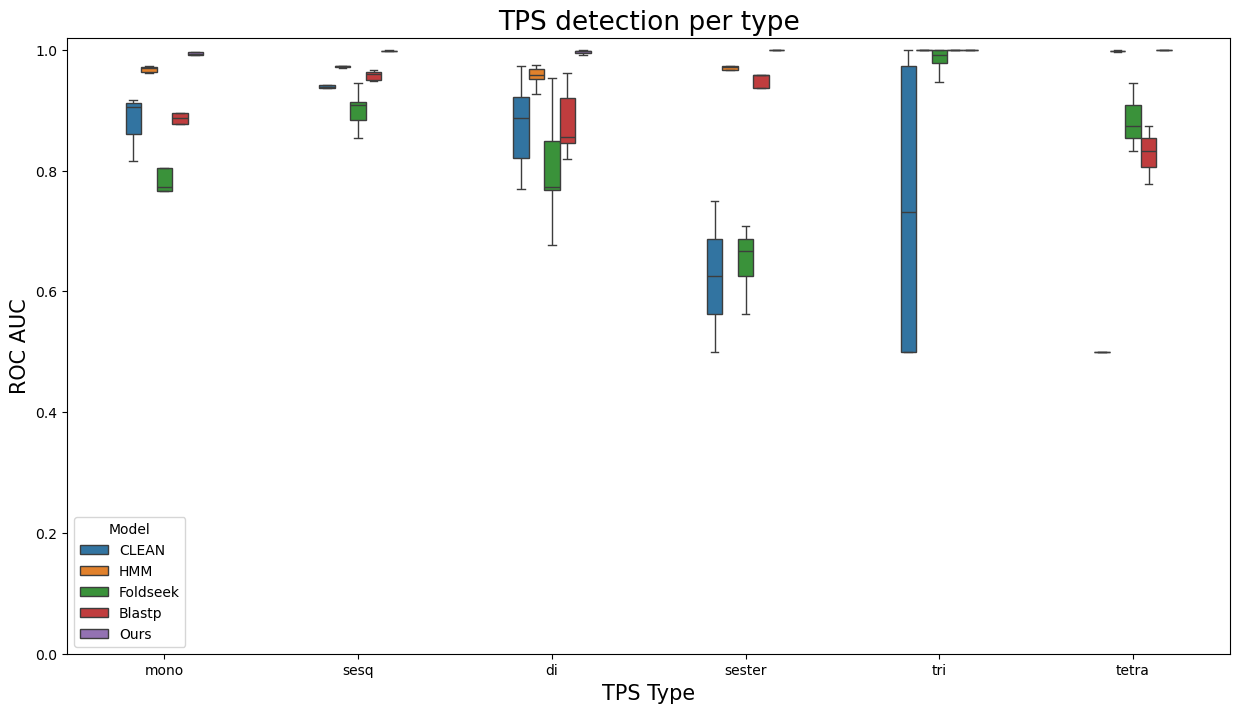 TPS detection per type
ROC AUC
1.0
0.8
0.6
0.4
0.2
0.0
Model
CLEAN
HMM
Foldseek
Blastp
Ours
mono sesq di sester tri tetra
TPS Type